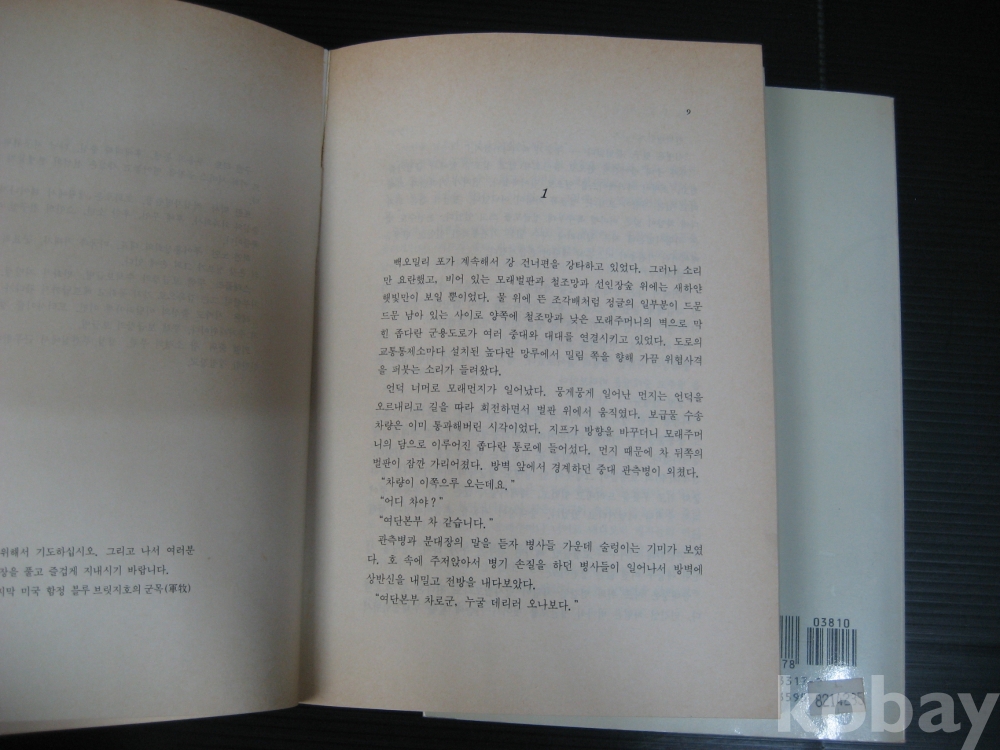 위해서 기도하십시오. 그리고 나서 여러분
장을 풀고 즐겁게 지내시기 바랍니다.
지막 미국 함정 블루 브릿지호의 군목(軍牧)
9
1
백오밀리 포가 계속해서 강 건너편을 강타하고 있었다. 그러나 소리
만 요란했고, 비어 있는 모래벌판과 철조망과 선인장숲 위에는 새하얀
햇빛만이 보일 뿐이었다. 물 위에 뜬 조각배처럼 정글의 일부분이 드문
드문 남아 있는 사이로 양쪽에 철조망과 낮은 모래주머니의 벽으로 막
힌 좁다란 군용도로가 여러 중대와 대대를 연결시키고 있었다. 도로의
교통통제소마다 설치된 높다란 망루에서 밀림 쪽을 향해 가끔 위협사격
을 퍼붓는 소리가 들려왔다.
언덕 너머로 모래먼지가 일어났다. 뭉게뭉게 일어난 먼지는 언덕을
오르내리고 길을 따라 회전하면서 벌판 위에서 움직였다. 보급물 수송
차량은 이미 통과해버린 시각이었다. 지프가 방향을 바꾸더니 모래주머
니의 담으로 이루어진 좁다란 통로에 들어섰다. 먼지 때문에 차 뒤쪽의
벌판이 잠깐 가리어졌다. 방벽 앞에서 경계하던 중대 관측병이 외쳤다.
“차량이 이쪽으루 오는데요.”
“어디 차야?”
“여단본부 차 같습니다.”
관측병과 분대장의 말을 듣자 병사들 가운데 술렁이는 기미가 보였
다. 호 속에 주저앉아서 병기 손질을 하던 병사들이 일어나서 방벽에
상반신을 내밀고 전방을 내다보았다.
“여단본부 차로군, 누굴 데리러 오나보다.”
03810
78
82142
kobay